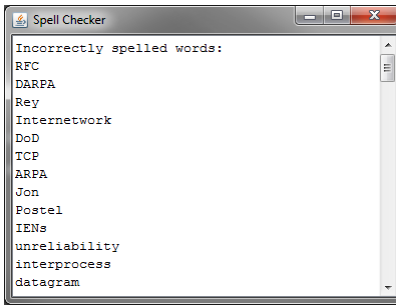 Spell Checker
Incorrectly spelled words:
RFC
DARPA
Rey
Internetwork
DoD
TCP
ARPA
Jon
Postel
IENs
unreliability
interprocess
datagram